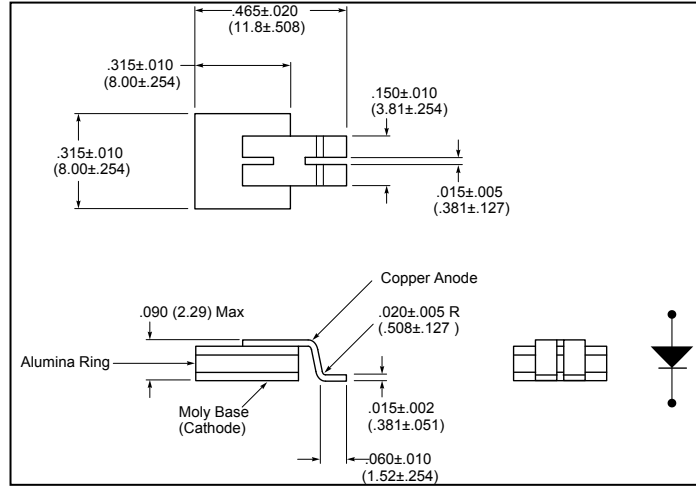 .465±.020
(11.8±.508)
.315±.010
(8.00±.254)
.150±.010
(3.81±.254)
.315±.010
(8.00±.254)
.015±.005
(.381±.127)
Copper Anode
.090 (2.29) Max
.020±.005 R
(.508±.127 )
Alumina Ring
Moly Base
(Cathode)
.015±.002
(.381±.051)
.060±.010
(1.52±.254)